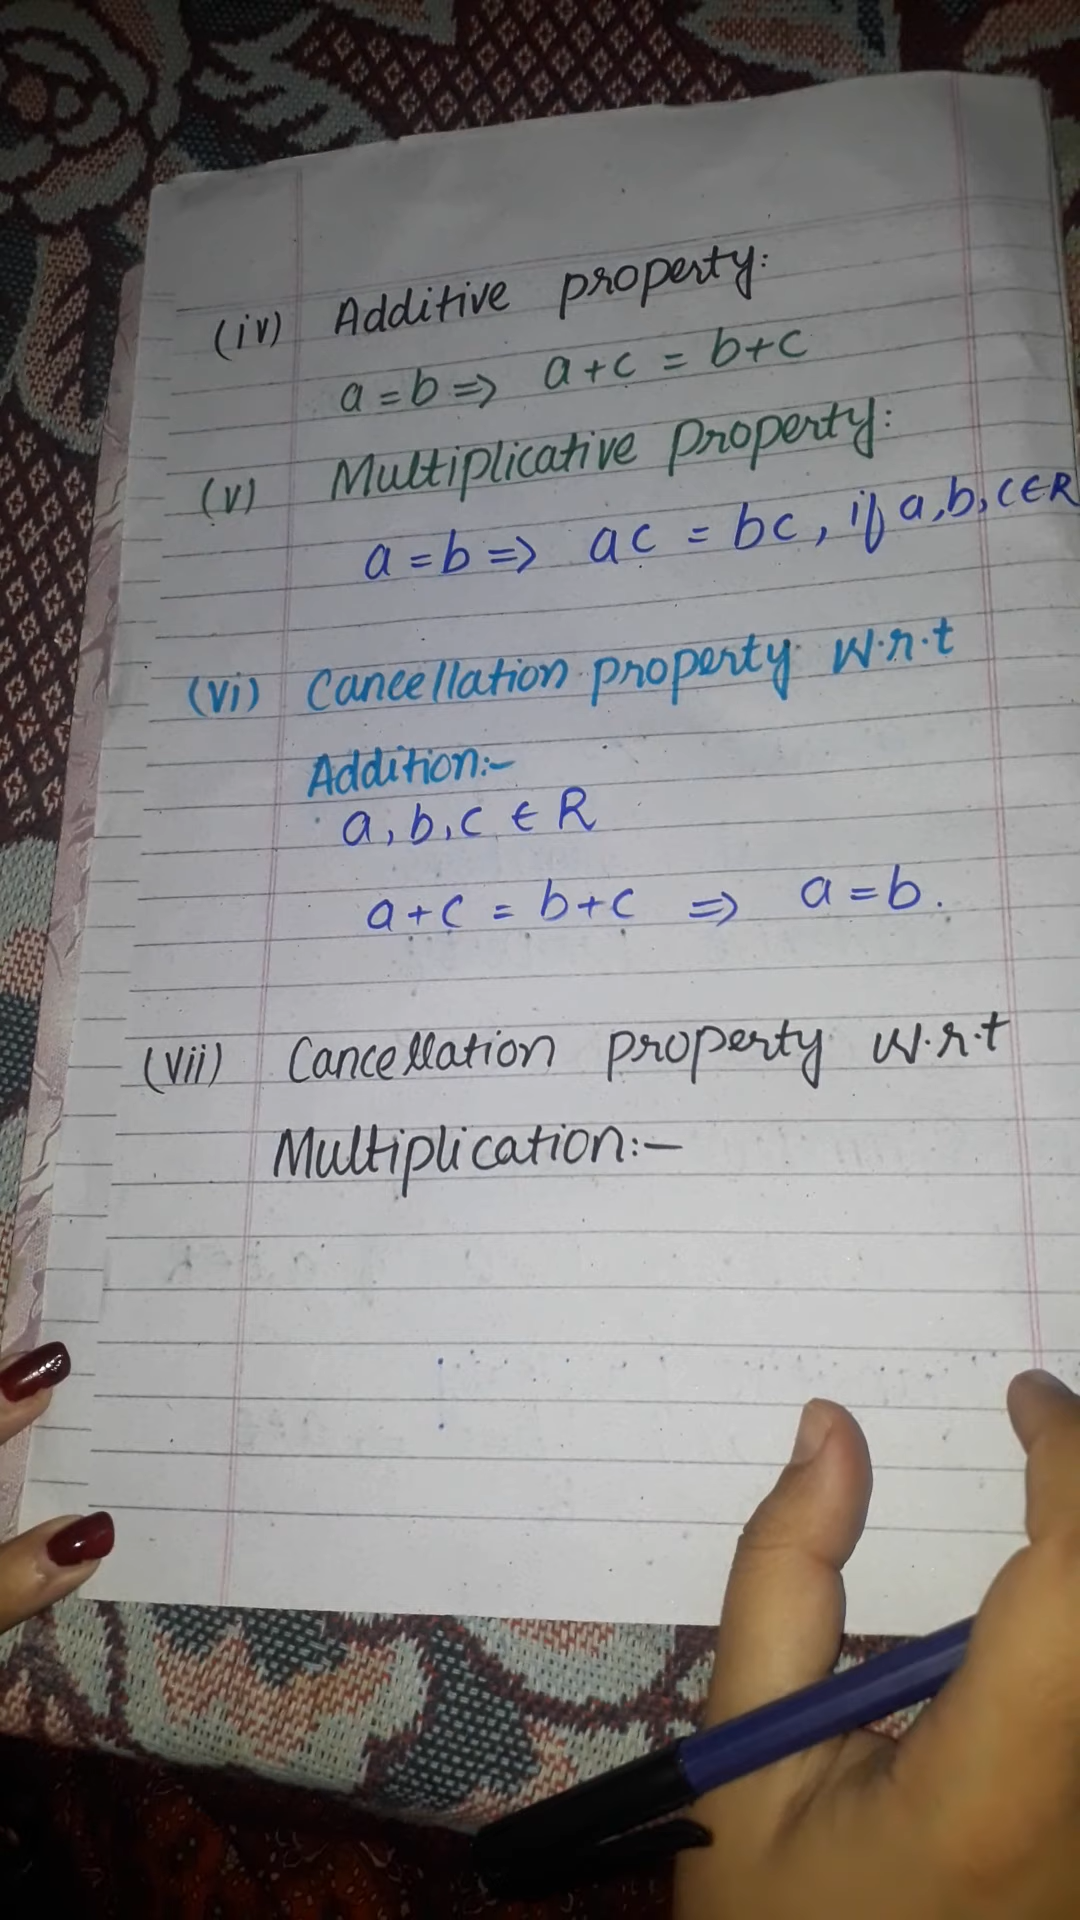 (iv) Additive property:
a = b => a + c = b + c
(v) Multiplicative property:
a = b => ac = bc, if a, b, c ∈ R
(vi) Cancellation property w.r.t
Addition:-
a, b, c ∈ R
a + c = b + c => a = b.
(vii) Cancellation property w.r.t
Multiplication:-